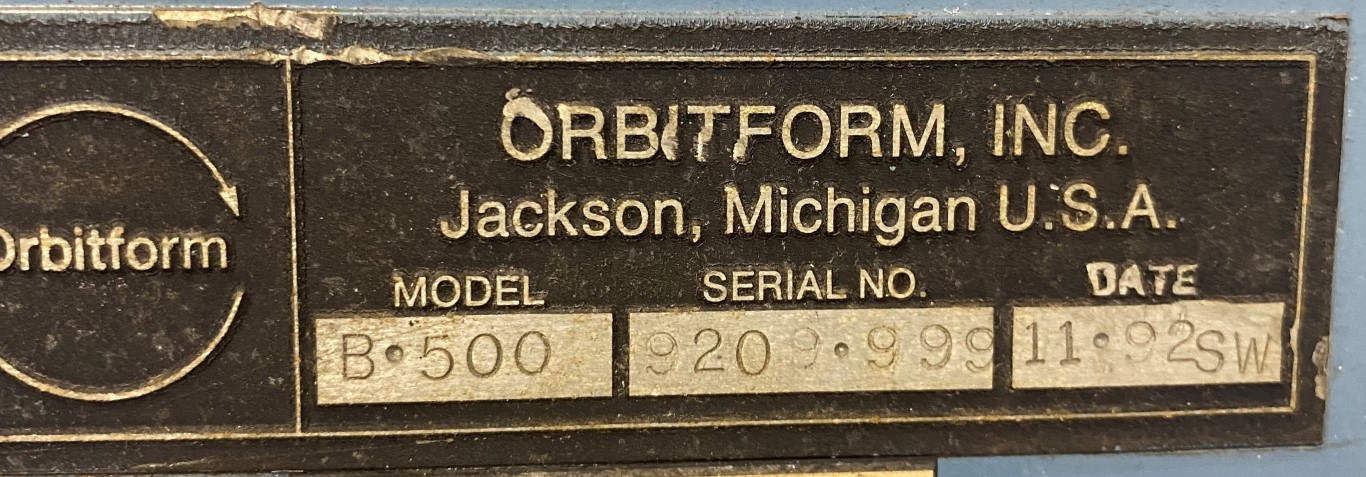 Orbitform
ORBITFORM, INC.
Jackson, Michigan U.S.A.
MODEL SERIAL NO. DATE
B•500 9209•999 11•92SW